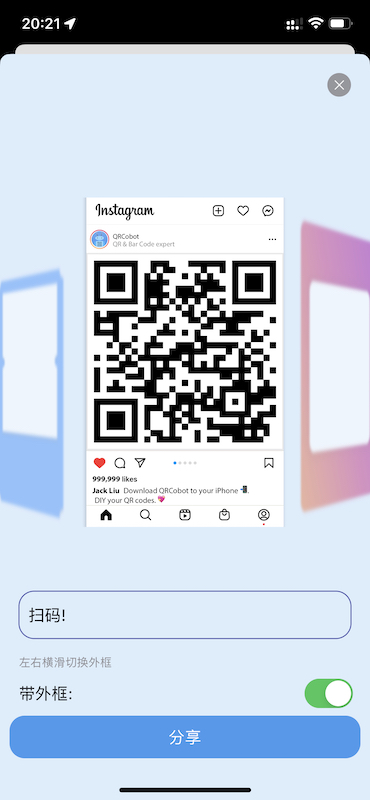 20:21
Instagram
QRCobot
QR & Bar Code expert
999,999 likes
Jack Liu Download QRCobot to your iPhone 📲.
DIY your QR codes. 💘
扫码!
左右横滑切换外框
带外框:
分享